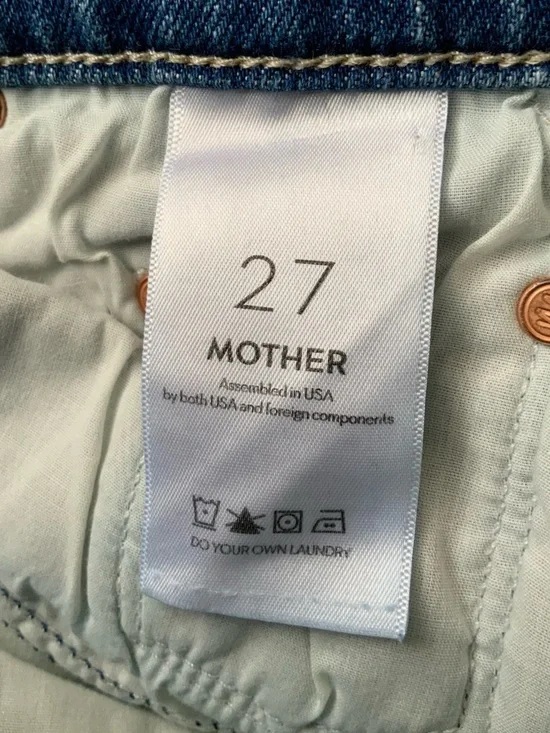 27
MOTHER
Assembled in USA
by both USA and foreign components
DO YOUR OWN LAUNDRY